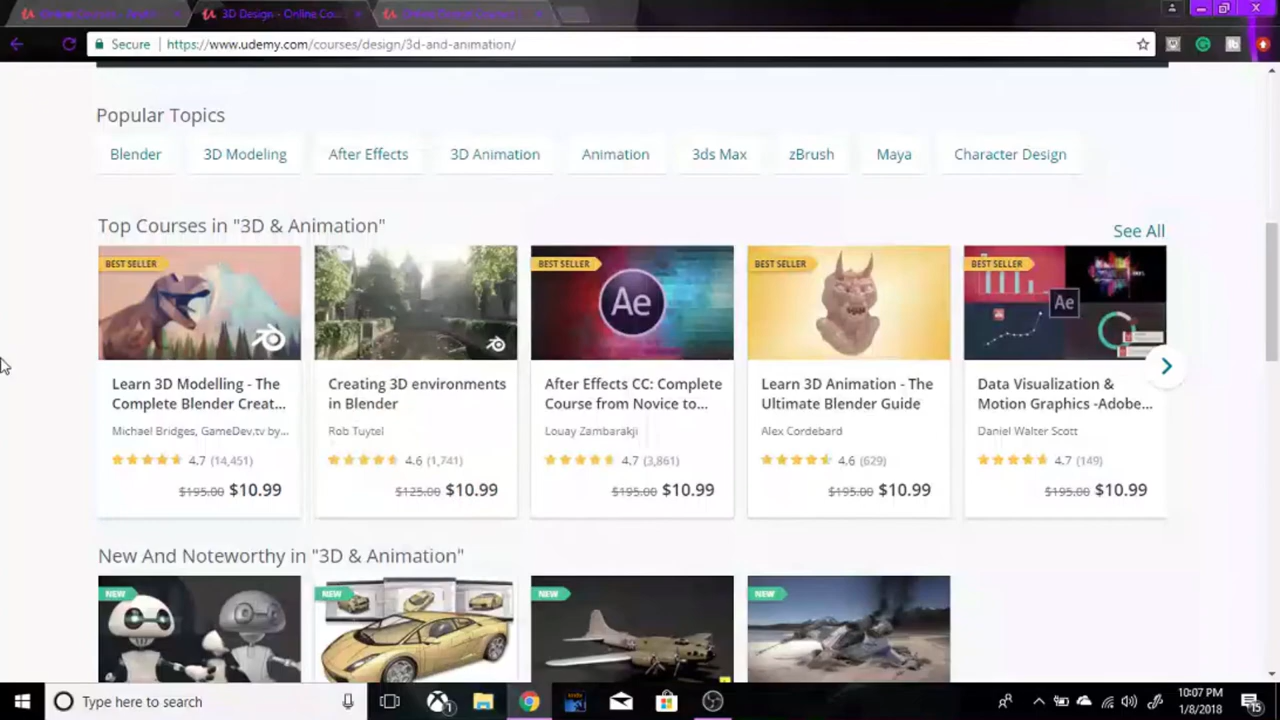 3D Design - Online Cou
Secure https://www.udemy.com/courses/design/3d-and-animation/
Popular Topics
Blender 3D Modeling After Effects 3D Animation Animation 3ds Max zBrush Maya Character Design
Top Courses in "3D & Animation"
See All
BEST SELLER
Learn 3D Modelling - The
Complete Blender Creat...
Michael Bridges, GameDev.tv by...
4.7 (14,451)
$195.00 $10.99
Creating 3D environments
in Blender
Rob Tuytel
4.6 (1,741)
$125.00 $10.99
BEST SELLER
Ae
After Effects CC: Complete
Course from Novice to...
Louay Zambarakji
4.7 (3,861)
$195.00 $10.99
BEST SELLER
Learn 3D Animation - The
Ultimate Blender Guide
Alex Cordebard
4.6 (629)
$195.00 $10.99
BEST SELLER
Ae
Data Visualization &
Motion Graphics -Adobe...
Daniel Walter Scott
4.7 (149)
$195.00 $10.99
New And Noteworthy in "3D & Animation"
NEW
NEW
NEW
NEW
Type here to search
10:07 PM
1/8/2018
15